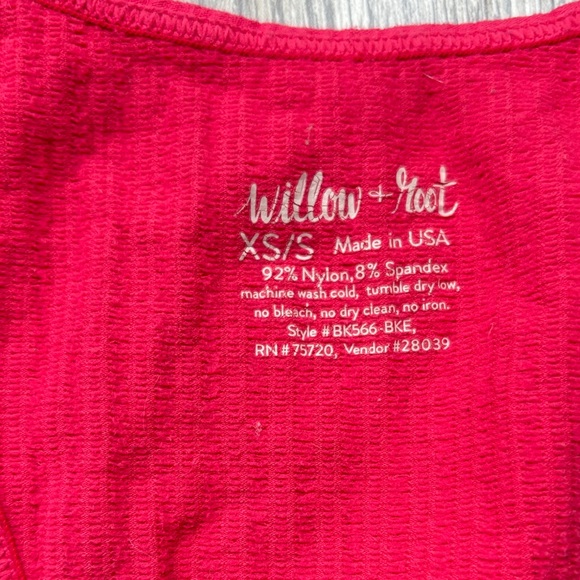 willow + root
XS/S Made in USA
92% Nylon, 8% Spandex
machine wash cold, tumble dry low,
no bleach, no dry clean, no iron.
Style #BK566-BKE,
RN #75720, Vendor #28039